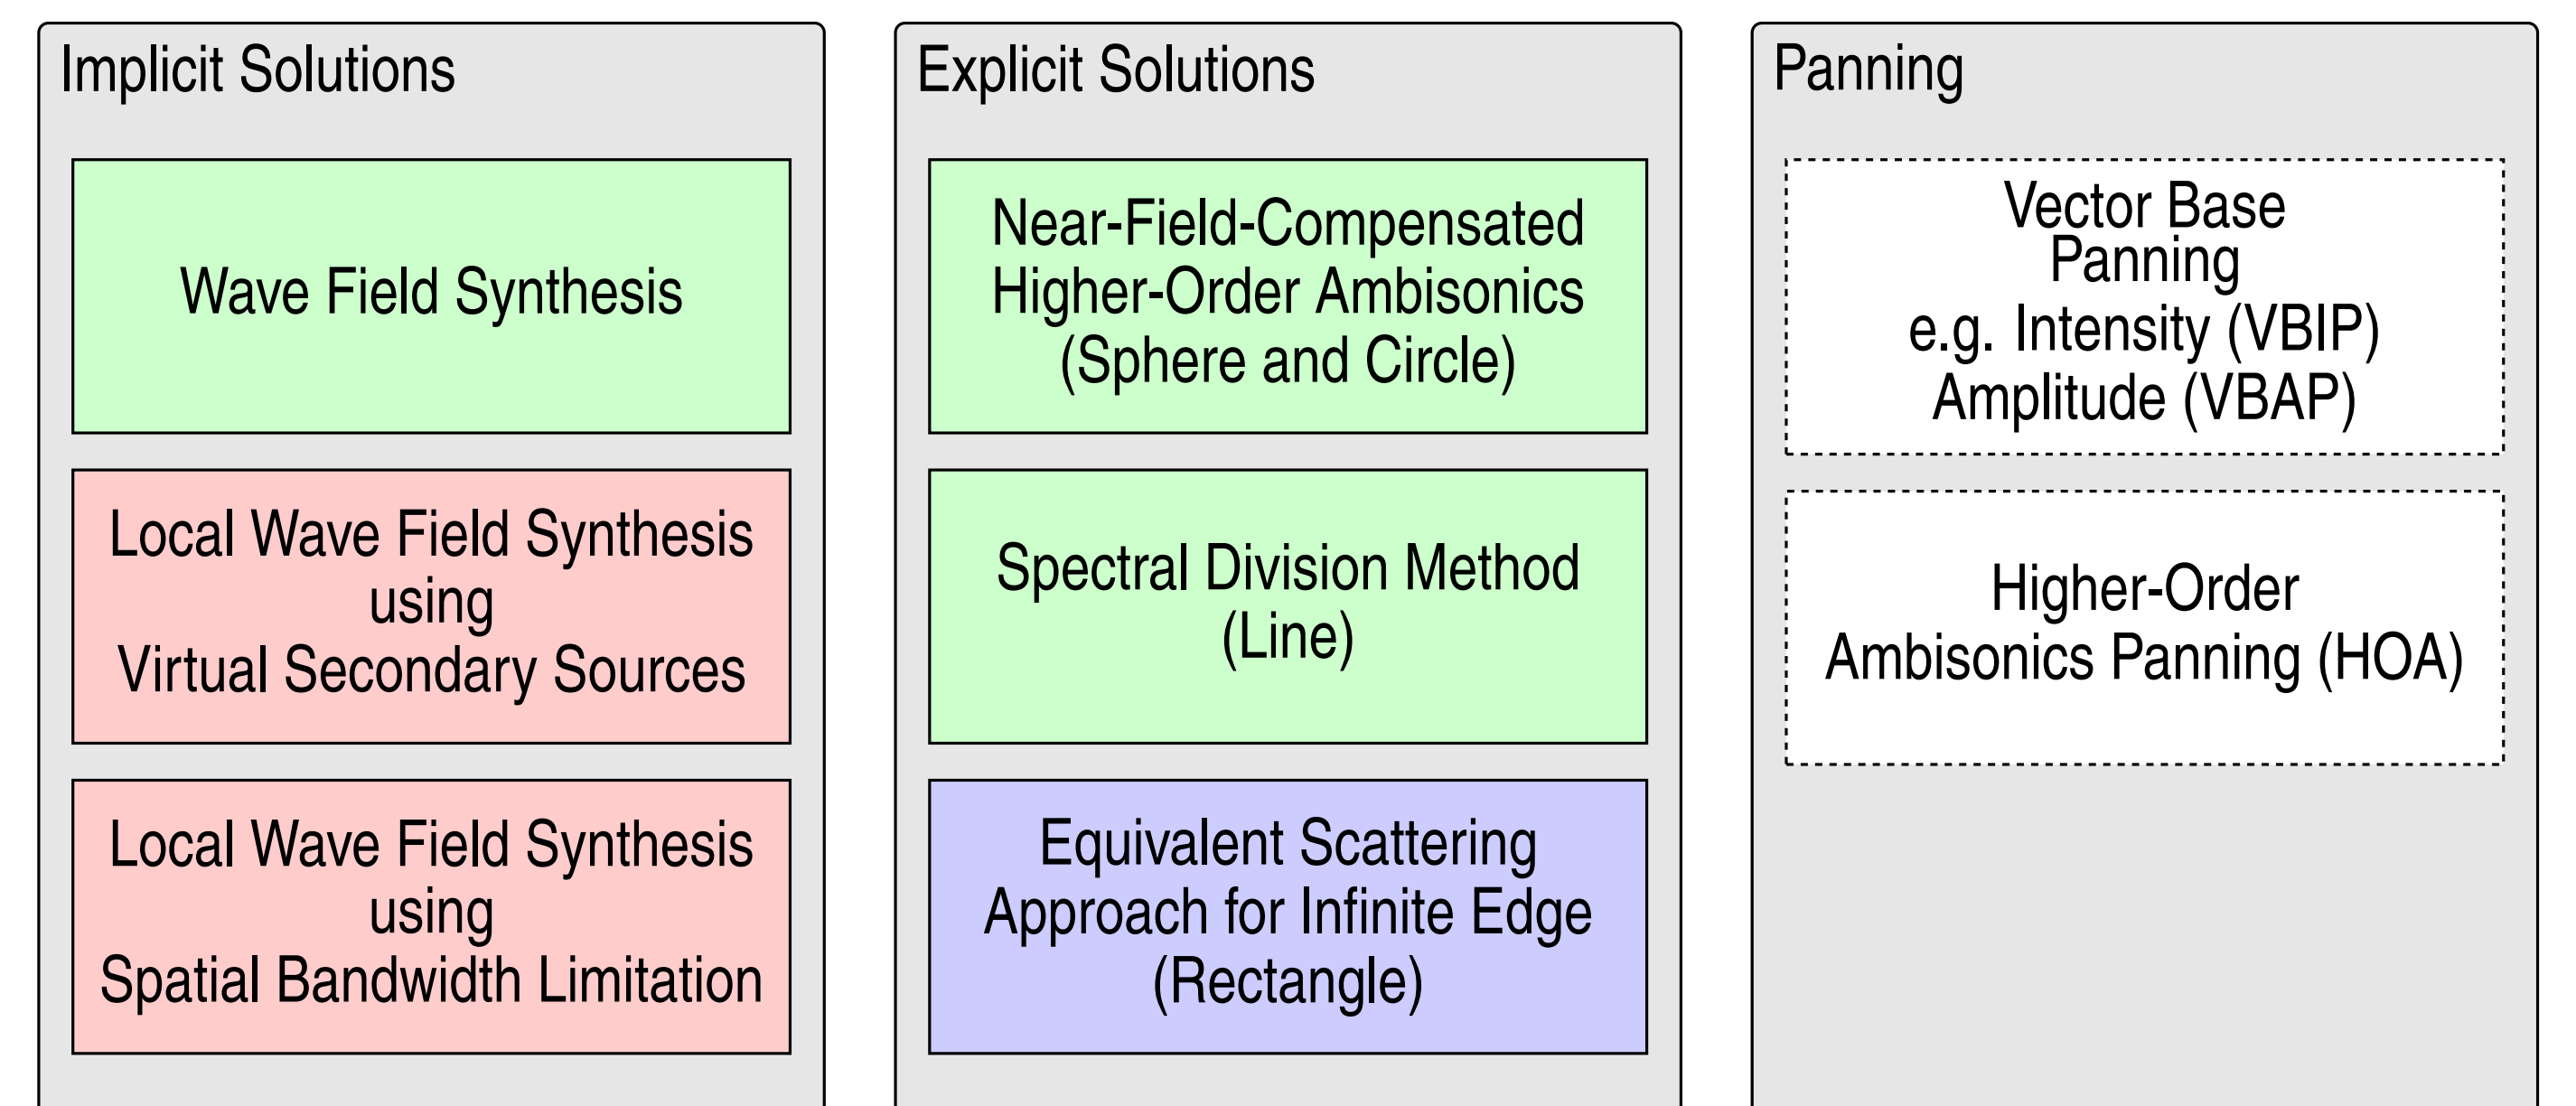 Implicit Solutions
Wave Field Synthesis
Local Wave Field Synthesis
using
Virtual Secondary Sources
Local Wave Field Synthesis
using
Spatial Bandwidth Limitation
Explicit Solutions
Near-Field-Compensated
Higher-Order Ambisonics
(Sphere and Circle)
Spectral Division Method
(Line)
Equivalent Scattering
Approach for Infinite Edge
(Rectangle)
Panning
Vector Base
Panning
e.g. Intensity (VBIP)
Amplitude (VBAP)
Higher-Order
Ambisonics Panning (HOA)